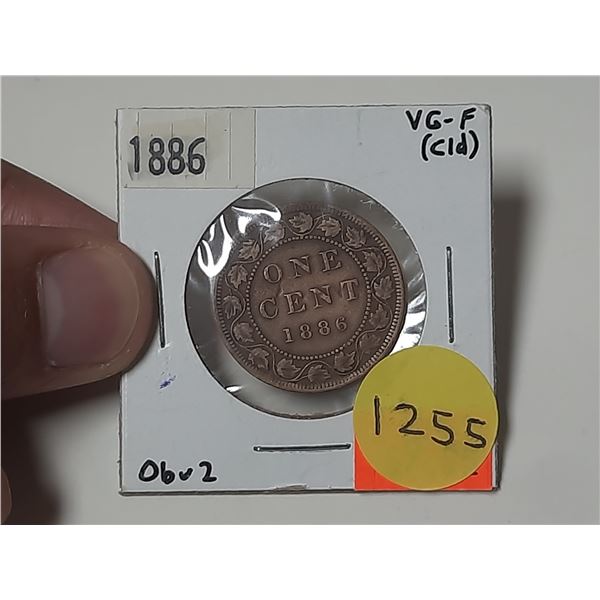 1886
VG-F
(cld)
ONE
CENT
1886
1255
Obv2